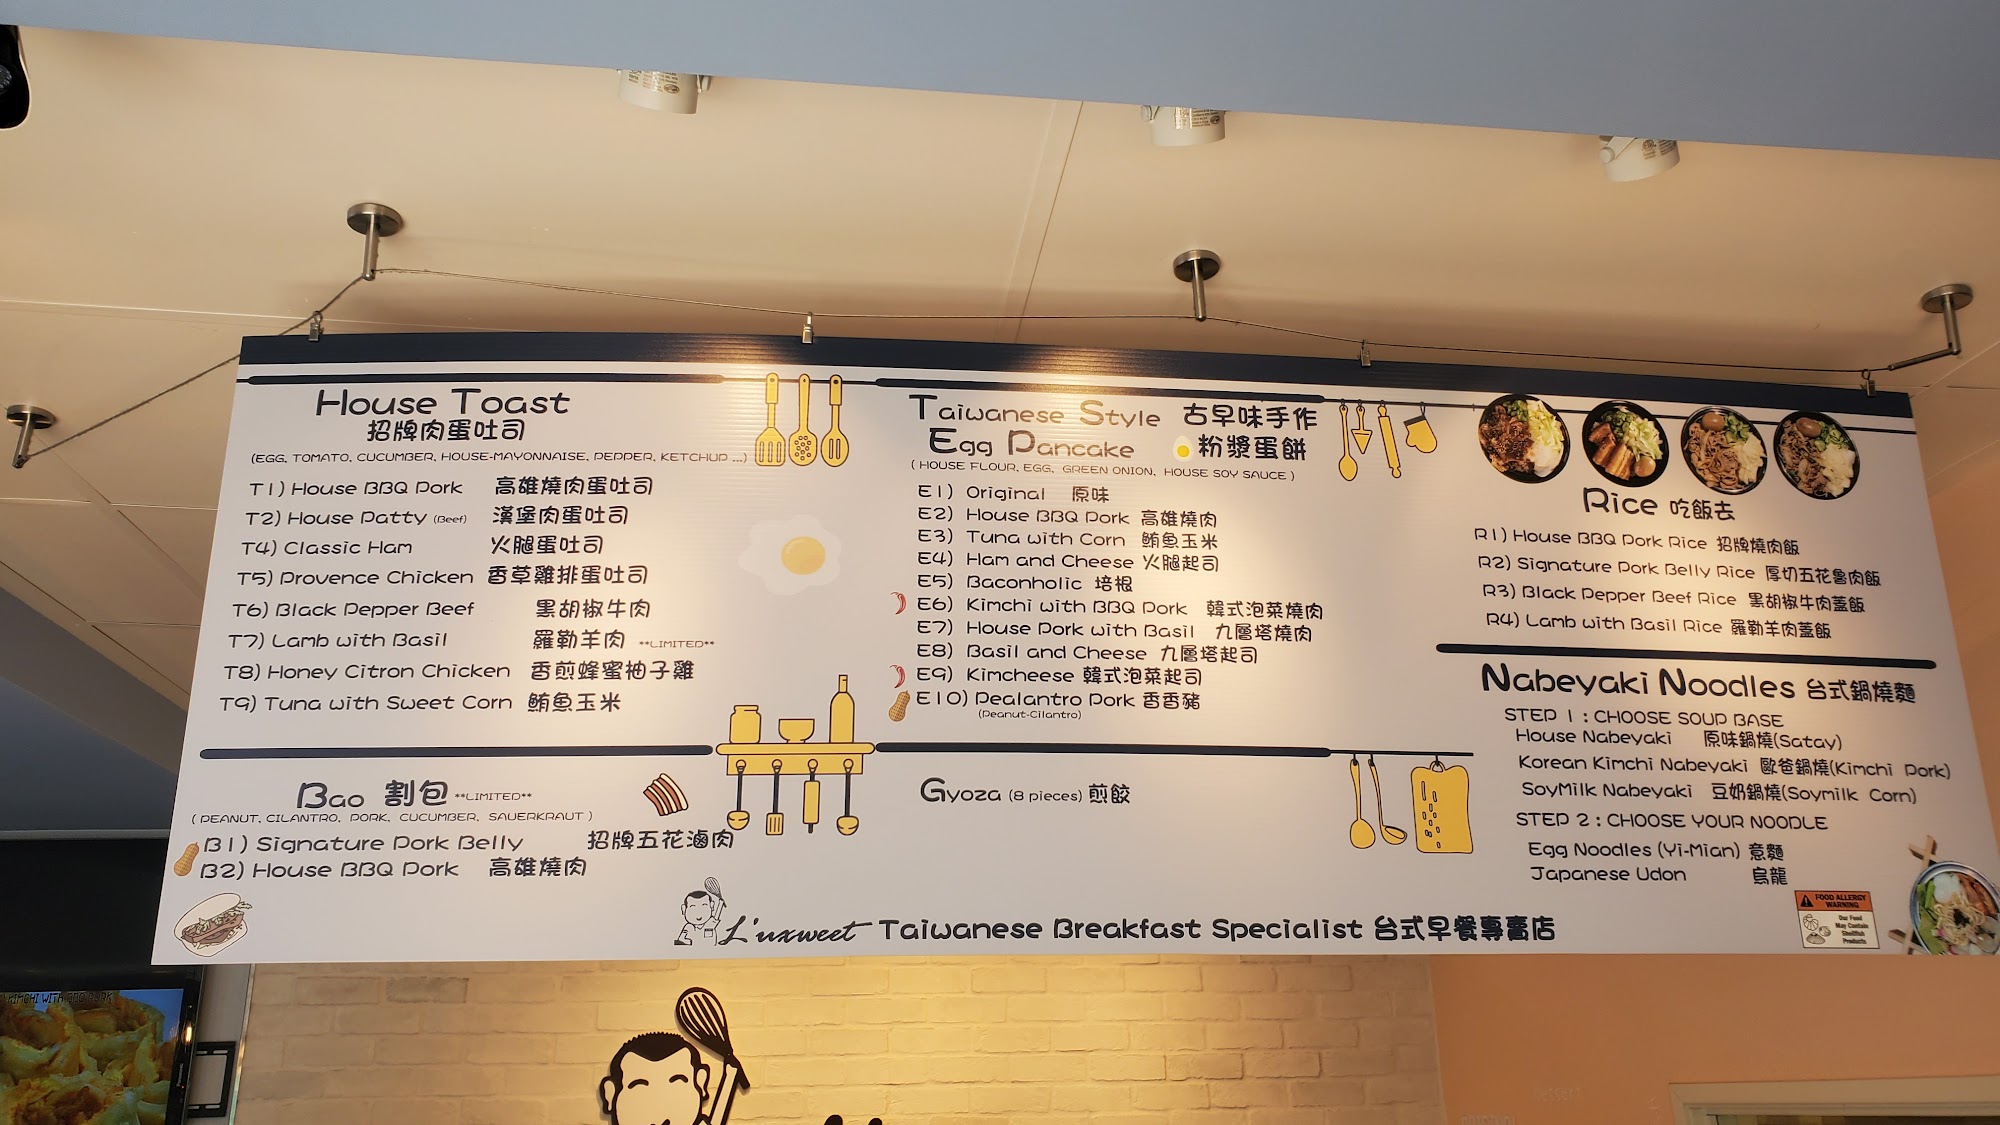 House Toast
招牌肉蛋吐司
(EGG, TOMATO, CUCUMBER, HOUSE-MAYONNAISE, PEPPER, KETCHUP ...)
T1) House BBQ Pork 高雄燒肉蛋吐司
T2) House Patty (Beef) 漢堡肉蛋吐司
T4) Classic Ham 火腿蛋吐司
T5) Provence Chicken 香草雞排蛋吐司
T6) Black Pepper Beef 黑胡椒牛肉
T7) Lamb with Basil 羅勒羊肉 **LIMITED**
T8) Honey Citron Chicken 香煎蜂蜜柚子雞
T9) Tuna with Sweet Corn 鮪魚玉米
Bao 割包 **LIMITED**
( PEANUT, CILANTRO, PORK, CUCUMBER, SAUERKRAUT )
B1) Signature Pork Belly 招牌五花滷肉
B2) House BBQ Pork 高雄燒肉
Taiwanese Style 古早味手作
Egg Pancake 粉漿蛋餅
( HOUSE FLOUR, EGG, GREEN ONION, HOUSE SOY SAUCE )
E1) Original 原味
E2) House BBQ Pork 高雄燒肉
E3) Tuna with Corn 鮪魚玉米
E4) Ham and Cheese 火腿起司
E5) Baconholic 培根
E6) Kimchi with BBQ Pork 韓式泡菜燒肉
E7) House Pork with Basil 九層塔燒肉
E8) Basil and Cheese 九層塔起司
E9) Kimcheese 韓式泡菜起司
E10) Pealantro Pork 香香豬
(Peanut-Cilantro)
Gyoza (8 pieces) 煎餃
Rice 吃飯去
R1) House BBQ Pork Rice 招牌燒肉飯
R2) Signature Pork Belly Rice 厚切五花魯肉飯
R3) Black Pepper Beef Rice 黑胡椒牛肉蓋飯
R4) Lamb with Basil Rice 羅勒羊肉蓋飯
Nabeyaki Noodles 台式鍋燒麵
STEP 1 : CHOOSE SOUP BASE
House Nabeyaki 原味鍋燒(Satay)
Korean Kimchi Nabeyaki 歐爸鍋燒(Kimchi Pork)
SoyMilk Nabeyaki 豆奶鍋燒(Soymilk Corn)
STEP 2 : CHOOSE YOUR NOODLE
Egg Noodles (Yi-Mian) 意麵
Japanese Udon 烏龍
FOOD ALLERGY
WARNING
Our Food
May Contain
Shellfish
Products
L'uxweet Taiwanese Breakfast Specialist 台式早餐專賣店
KIMCHI WITH BBQ PORK